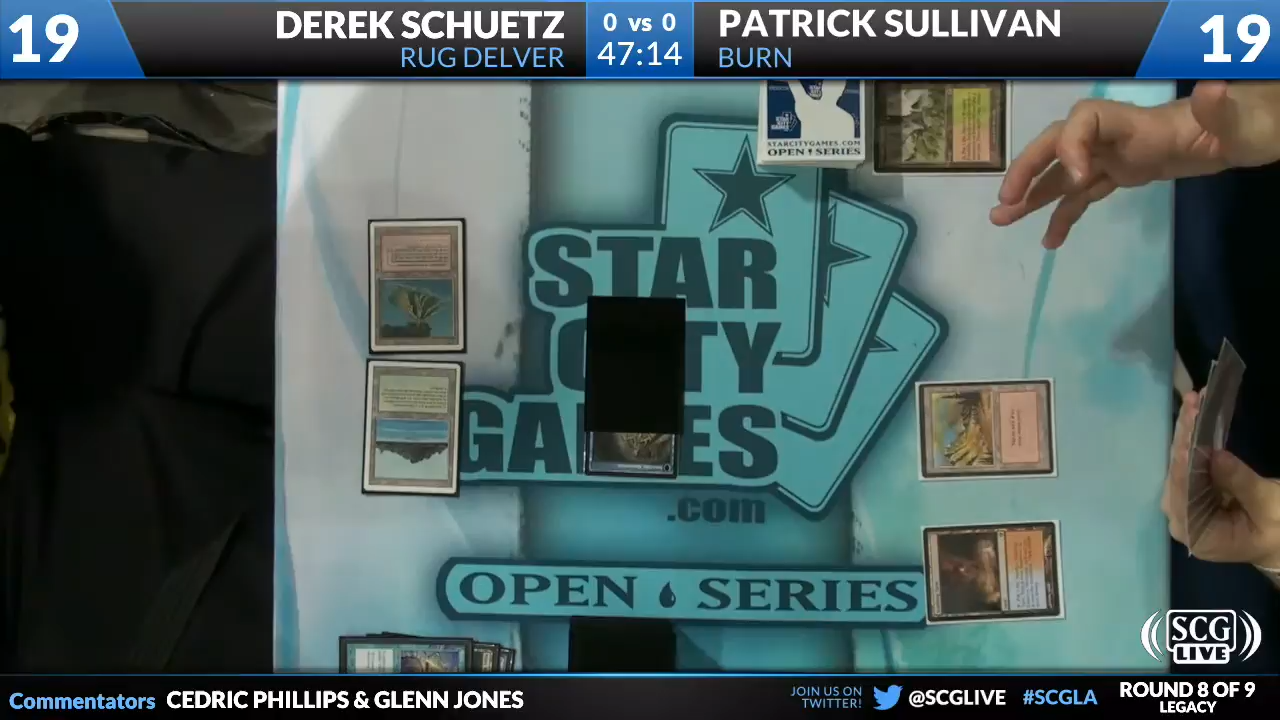 19
DEREK SCHUETZ
RUG DELVER
0 vs 0
47:14
PATRICK SULLIVAN
BURN
19
STARCITYGAMES.COM
OPEN SERIES
STAR
CITY
GAMES
.com
OPEN SERIES
SCG
LIVE
Commentators CEDRIC PHILLIPS & GLENN JONES
JOIN US ON
TWITTER!
@SCGLIVE
#SCGLA
ROUND 8 OF 9
LEGACY